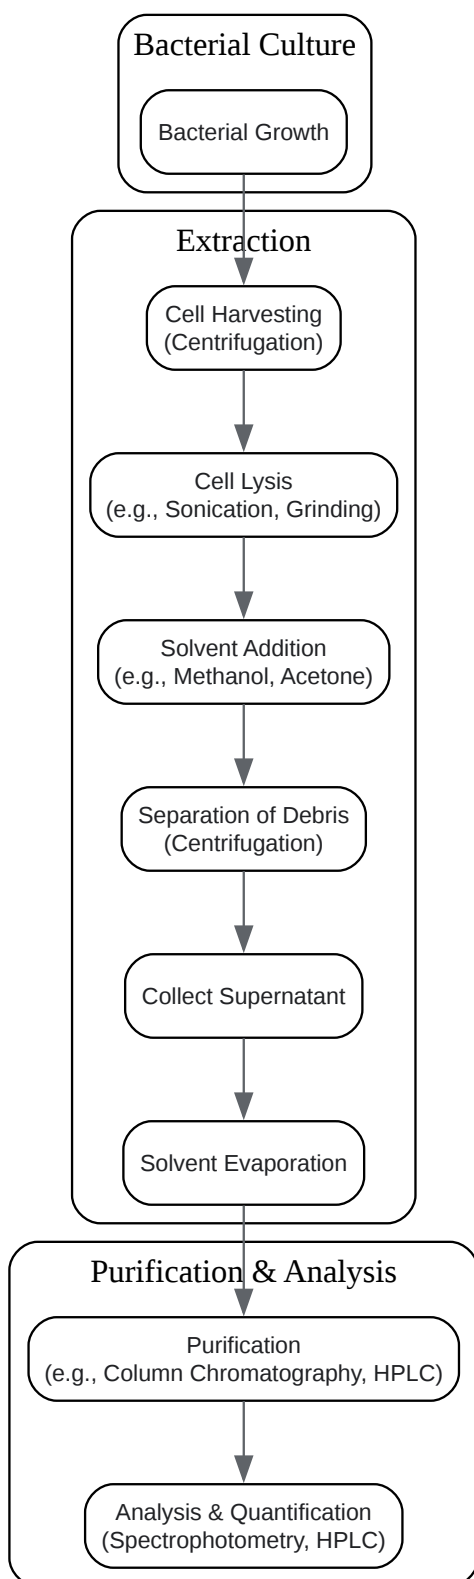 Bacterial Culture
Bacterial Growth
Extraction
Cell Harvesting
(Centrifugation)
Cell Lysis
(e.g., Sonication, Grinding)
Solvent Addition
(e.g., Methanol, Acetone)
Separation of Debris
(Centrifugation)
Collect Supernatant
Solvent Evaporation
Purification & Analysis
Purification
(e.g., Column Chromatography, HPLC)
Analysis & Quantification
(Spectrophotometry, HPLC)